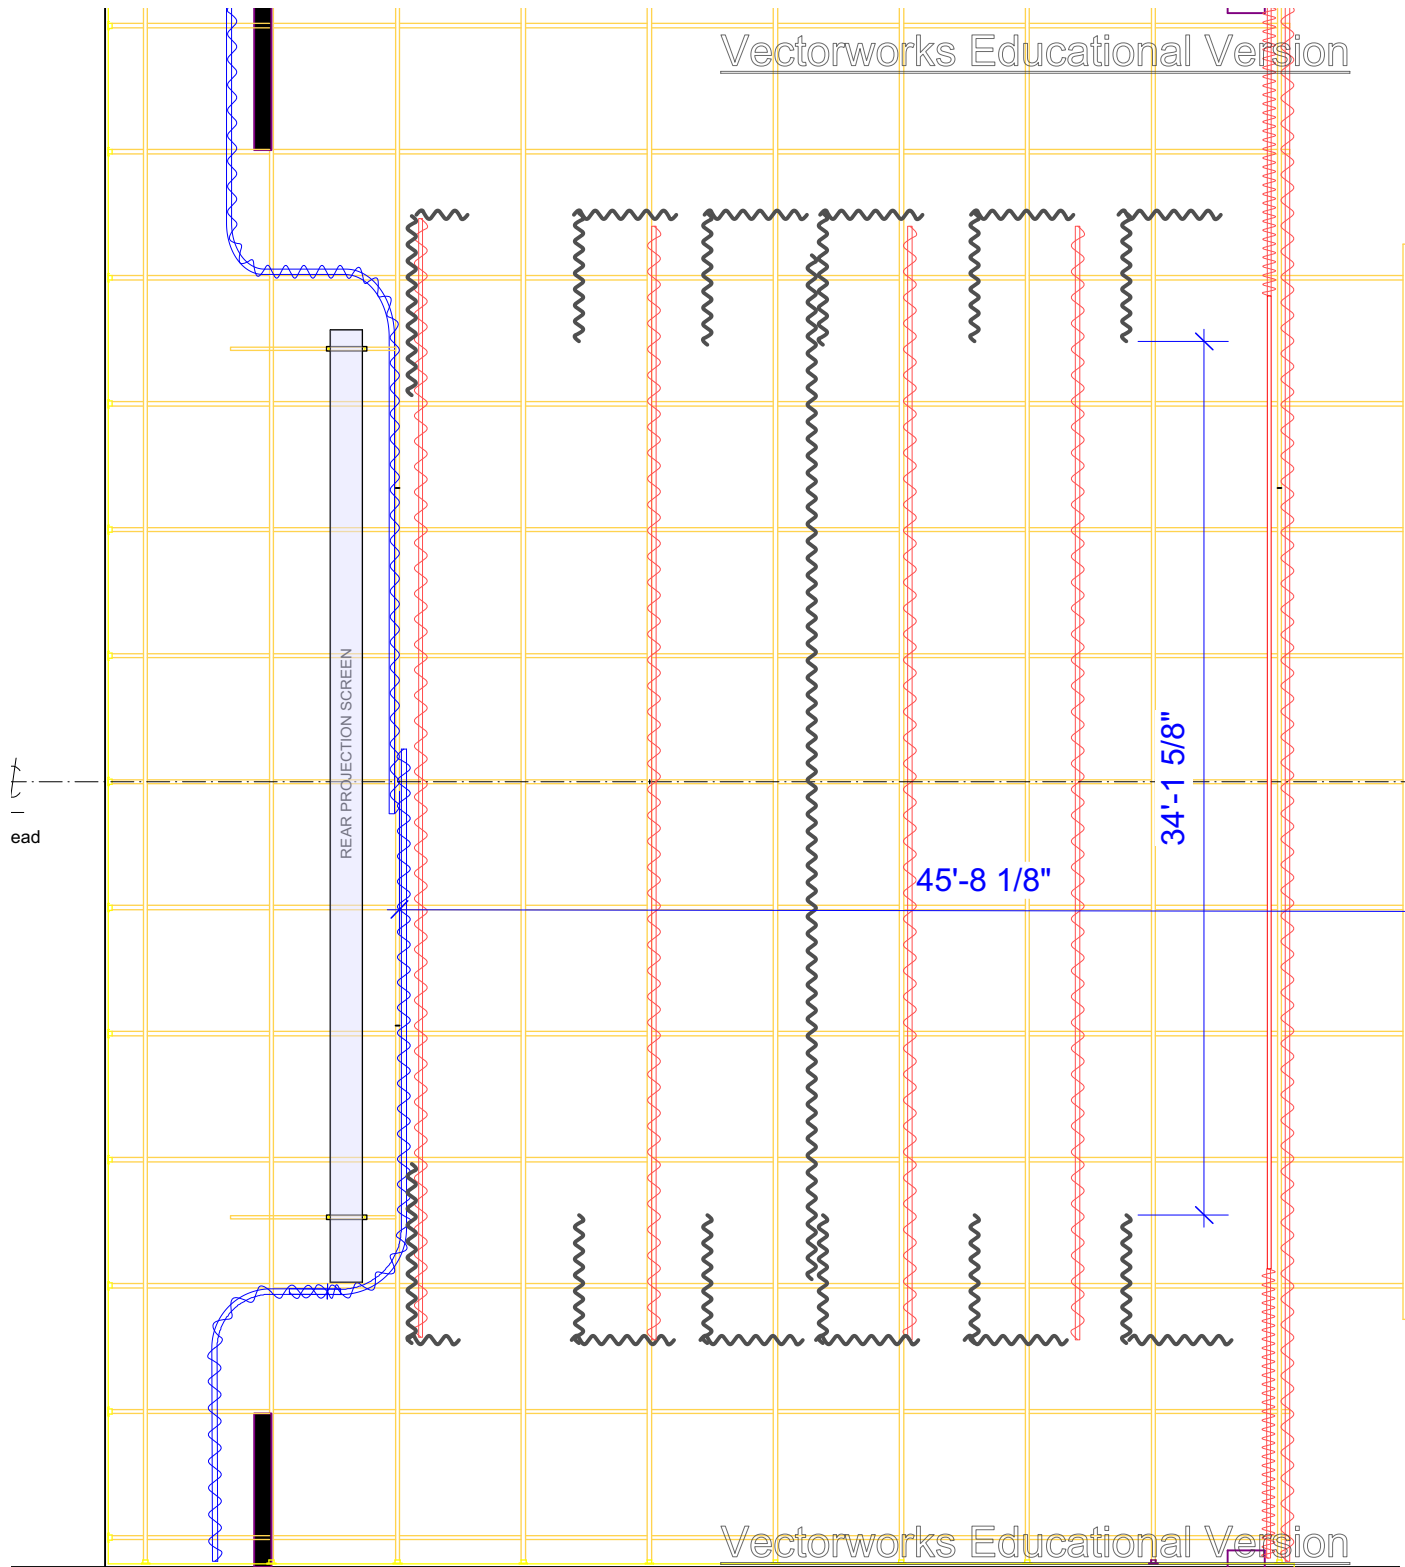 Vectorworks Educational Version
REAR PROJECTION SCREEN
34'-1 5/8"
ead
45'-8 1/8"
Vectorworks Educational Version